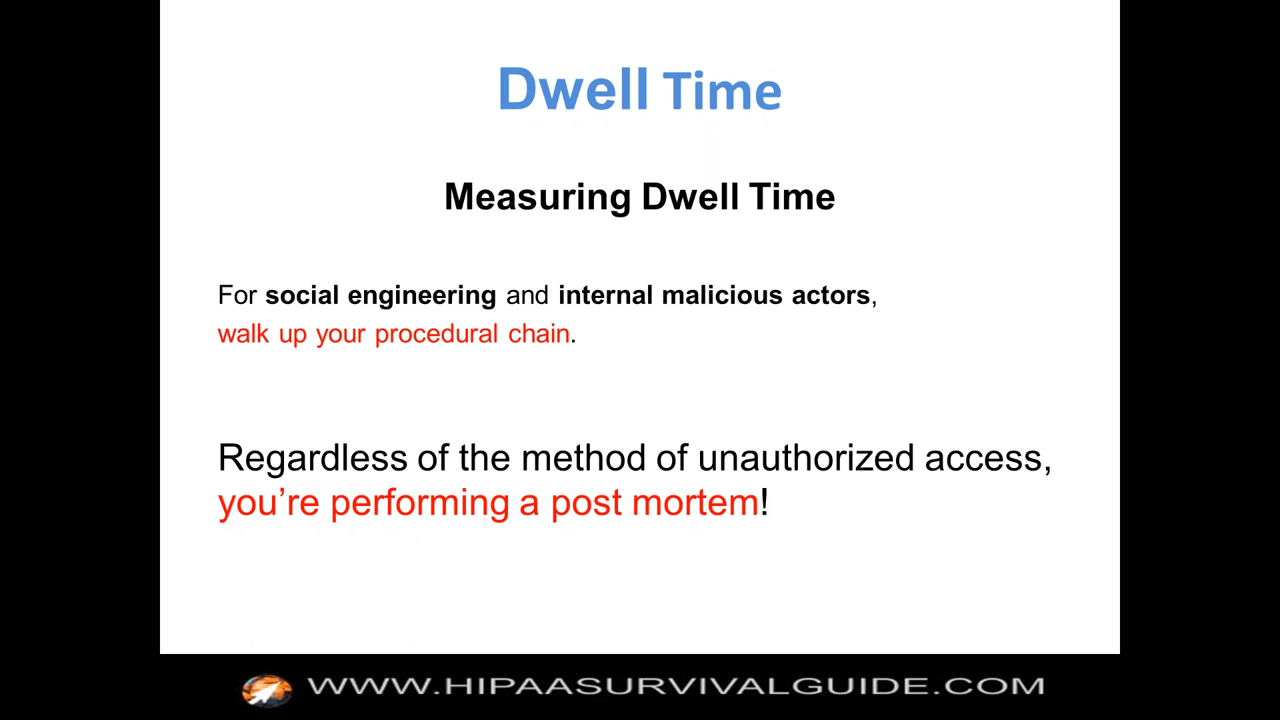 Dwell Time
Measuring Dwell Time
For social engineering and internal malicious actors,
walk up your procedural chain.
Regardless of the method of unauthorized access,
you're performing a post mortem!
WWW.HIPAASURVIVALGUIDE.COM